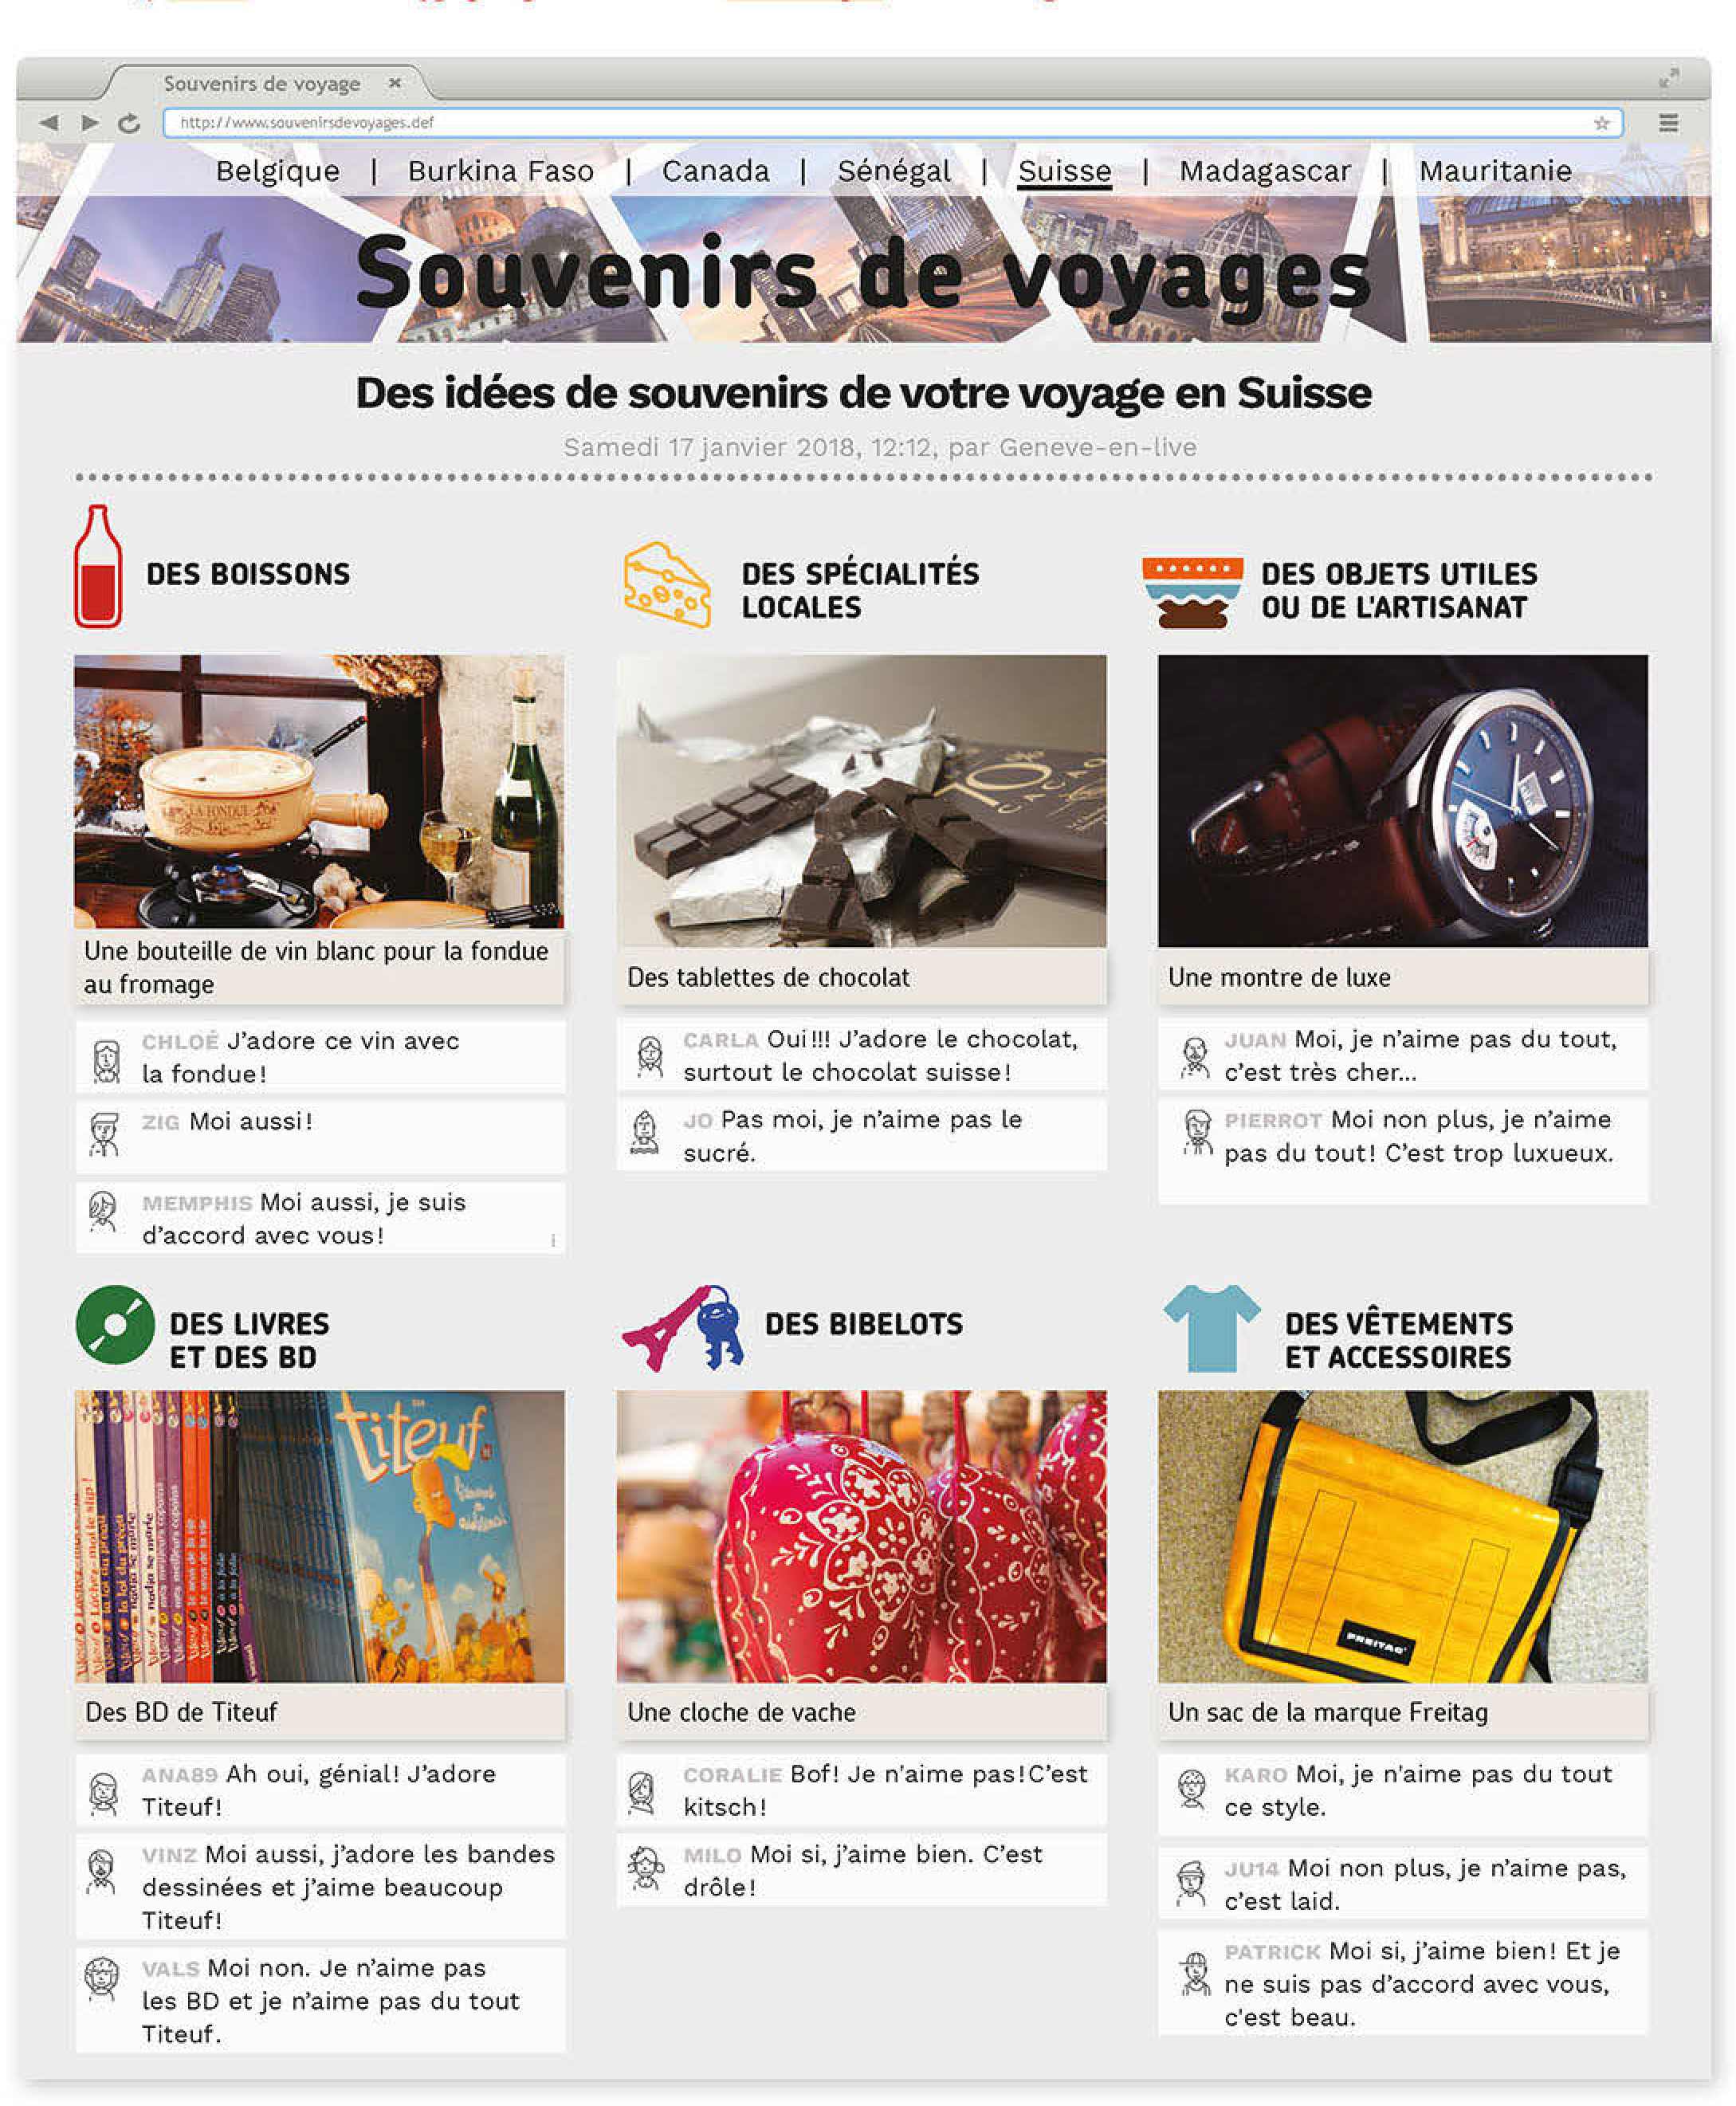 Souvenirs de voyage
http://www.souvenirsdevoyages.def
Belgique | Burkina Faso | Canada | Sénégal | Suisse | Madagascar | Mauritanie
Souvenirs de voyages
Des idées de souvenirs de votre voyage en Suisse
Samedi 17 janvier 2018, 12:12, par Geneve-en-live
DES BOISSONS
LA FONDUE
Une bouteille de vin blanc pour la fondue
au fromage
CHLOÉ J'adore ce vin avec
la fondue!
ZIG Moi aussi!
MEMPHIS Moi aussi, je suis
d'accord avec vous!
DES SPÉCIALITÉS
LOCALES
70%
CACAO
Des tablettes de chocolat
CARLA Oui!!! J'adore le chocolat,
surtout le chocolat suisse!
JO Pas moi, je n'aime pas le
sucré.
DES OBJETS UTILES
OU DE L'ARTISANAT
Une montre de luxe
JUAN Moi, je n'aime pas du tout,
c'est très cher...
PIERROT Moi non plus, je n'aime
pas du tout! C'est trop luxueux.
DES LIVRES
ET DES BD
titeuf
Des BD de Titeuf
ANA89 Ah oui, génial! J'adore
Titeuf!
VINZ Moi aussi, j'adore les bandes
dessinées et j'aime beaucoup
Titeuf!
VALS Moi non. Je n'aime pas
les BD et je n'aime pas du tout
Titeuf.
DES BIBELOTS
Une cloche de vache
CORALIE Bof! Je n'aime pas!C'est
kitsch!
MILO Moi si, j'aime bien. C'est
drôle!
DES VÊTEMENTS
ET ACCESSOIRES
FREITAG
Un sac de la marque Freitag
KARO Moi, je n'aime pas du tout
ce style.
JU14 Moi non plus, je n'aime pas,
c'est laid.
PATRICK Moi si, j'aime bien! Et je
ne suis pas d'accord avec vous,
c'est beau.